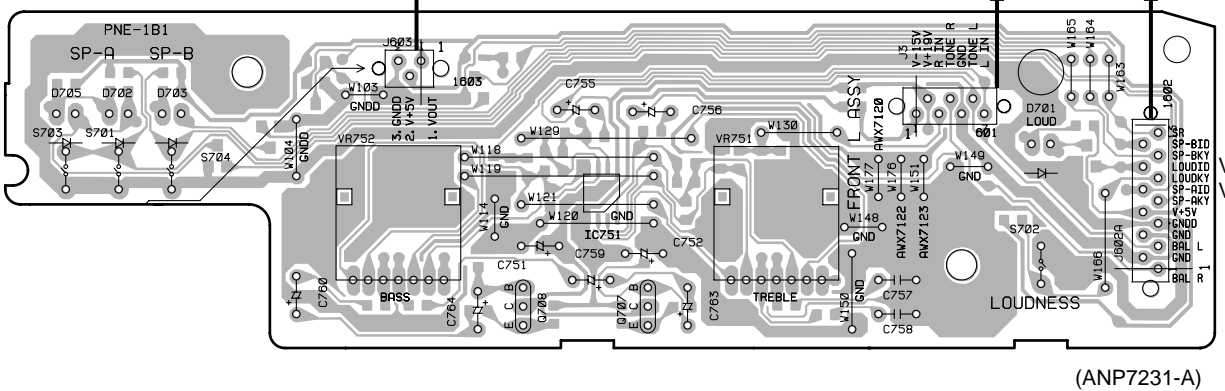 PNE-1B1
SP-A SP-B
D705 D702 D703
S703 S701
S704
W104
GNDD
W103
GNDD
J603
1
1603
3. GNDD
2. V+5V
1. VOUT
VR752
BASS
C755
C756
W129
W118
W119
W121
W120
W114
GND
GND
IC751
C751
C759
C752
C760
C764
B
C
E
Q708
B
C
E
Q707
C763
VR751
TREBLE
W130
FRONT L ASSY
AWX7120
J3
V-15V
V+19V
R IN
TONE R
GND
TONE L
L IN
1
601
W177
W176
W151
AWX7122
AWX7123
W149
GND
W148
GND
W150
GND
C757
C758
D701
LOUD
S702
LOUDNESS
W165
W164
W163
W166
J602A
1602
SR
SP-BID
SP-BKY
LOUDID
LOUDKY
SP-AID
SP-AKY
V+5V
GNDD
GND
BAL L
GND
1
BAL R
(ANP7231-A)